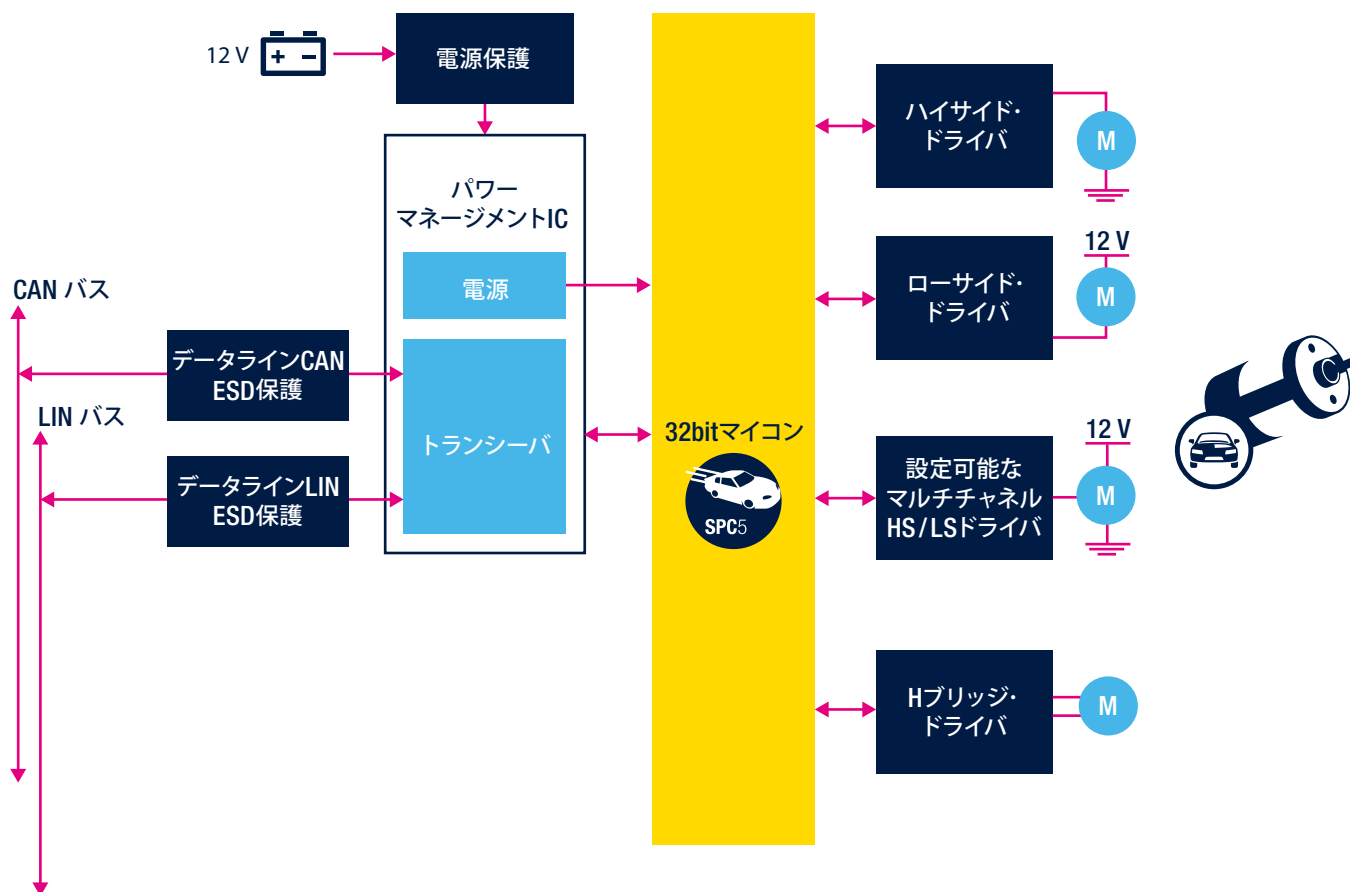 12 V
+ −
電源保護
パワー
マネージメントIC
電源
トランシーバ
CAN バス
データラインCAN
ESD保護
LIN バス
データラインLIN
ESD保護
32bitマイコン
SPC5
ハイサイド・
ドライバ
M
ローサイド・
ドライバ
12 V
M
設定可能な
マルチチャネル
HS/LSドライバ
12 V
M
Hブリッジ・
ドライバ
M